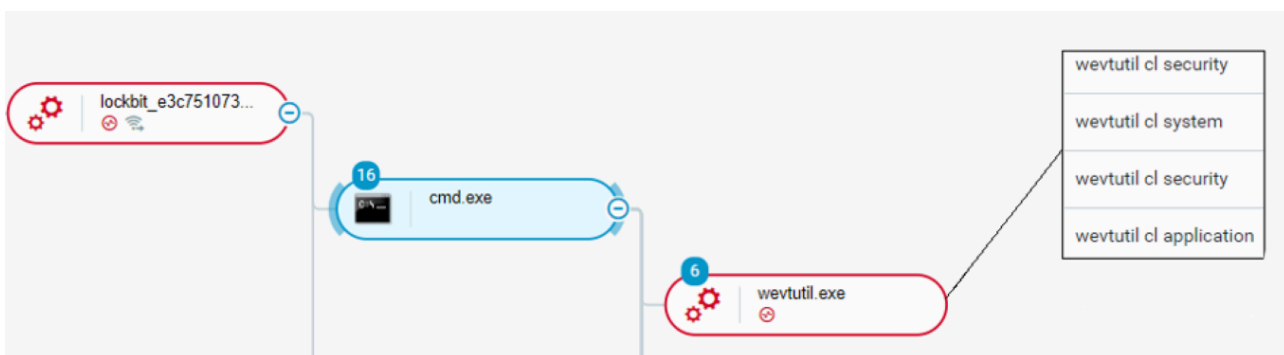 lockbit_e3c751073...
16
cmd.exe
6
wevtutil.exe
wevtutil cl security
wevtutil cl system
wevtutil cl security
wevtutil cl application